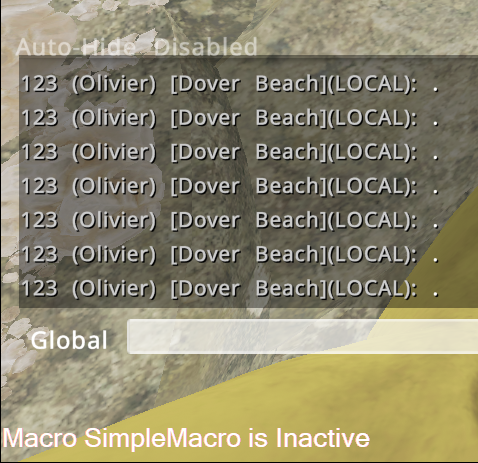 Auto-Hide Disabled
123 (Olivier) [Dover Beach](LOCAL): .
123 (Olivier) [Dover Beach](LOCAL): .
123 (Olivier) [Dover Beach](LOCAL): .
123 (Olivier) [Dover Beach](LOCAL): .
123 (Olivier) [Dover Beach](LOCAL): .
123 (Olivier) [Dover Beach](LOCAL): .
123 (Olivier) [Dover Beach](LOCAL): .
Global
Macro SimpleMacro is Inactive